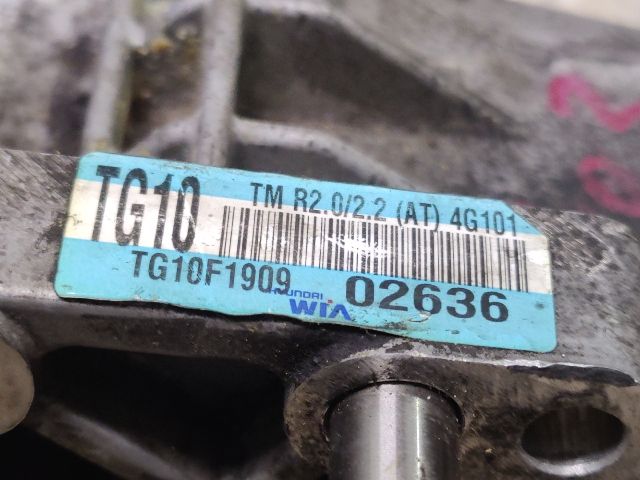 TG10
TM R2.0/2.2 (AT) 4G101
TG10F1909
HYUNDAI
WIA
02636